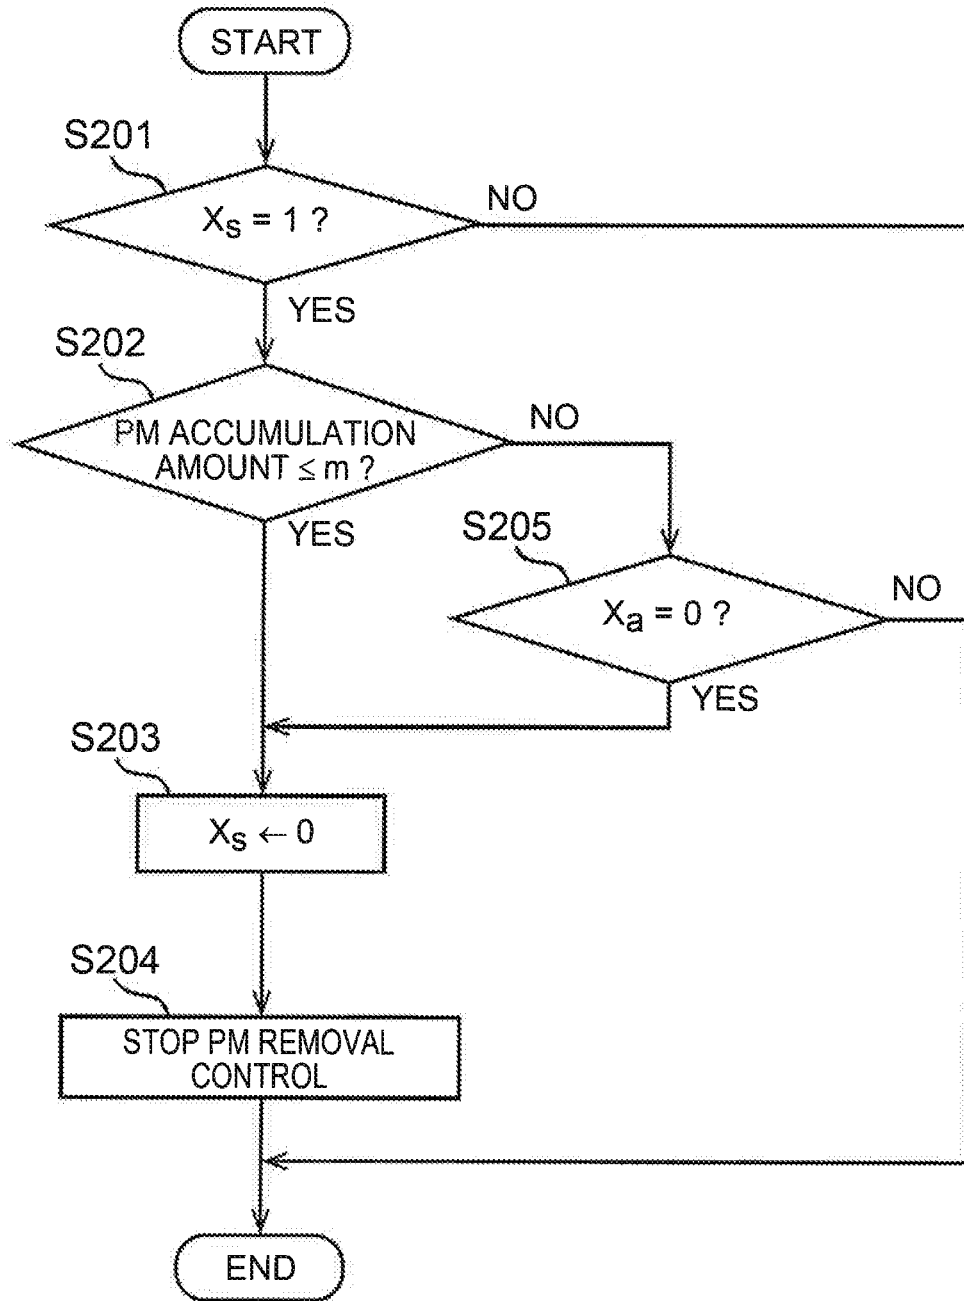 START
S201
Xs = 1 ?
NO
YES
S202
PM ACCUMULATION
AMOUNT ≤ m ?
NO
YES
S205
Xa = 0 ?
NO
YES
S203
Xs ← 0
S204
STOP PM REMOVAL
CONTROL
END